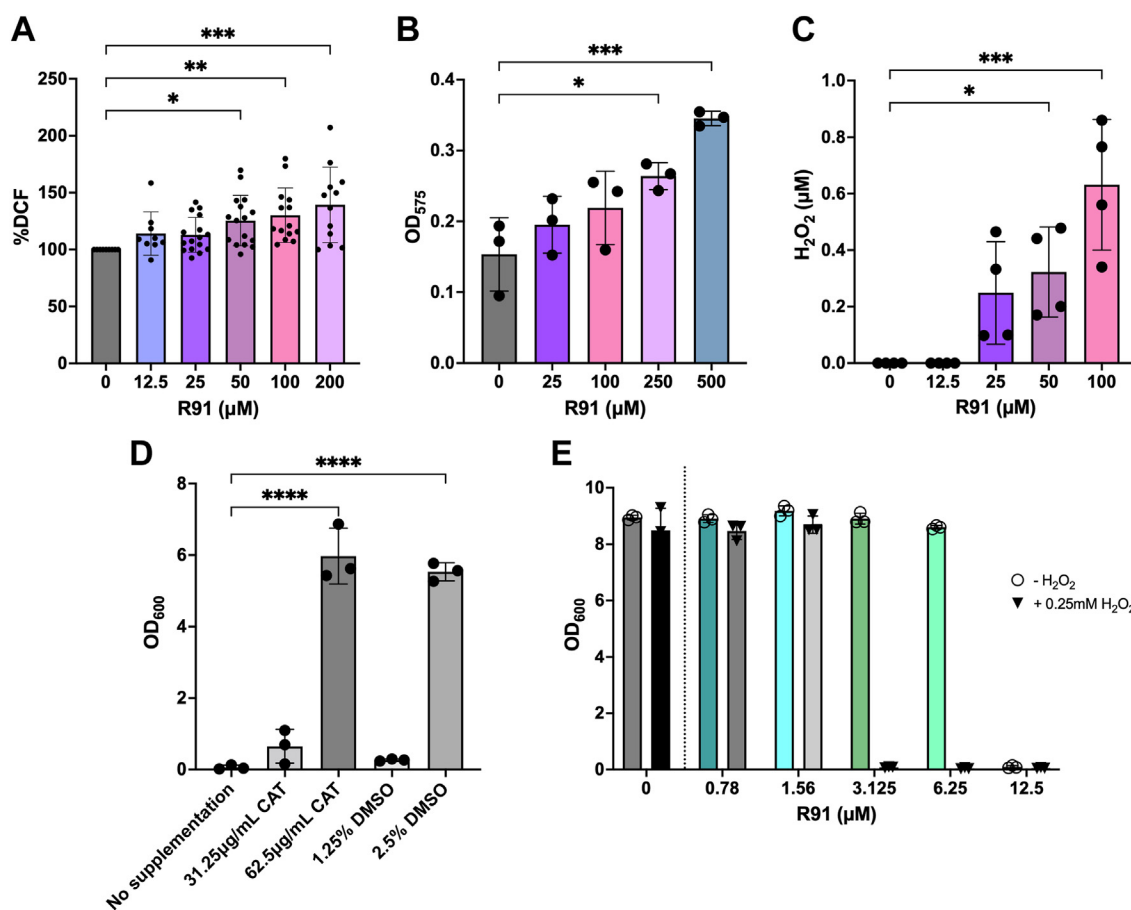 A
***
**
*
%DCF
250
200
150
100
50
0
0 12.5 25 50 100 200
R91 (µM)
B
***
*
OD575
0.4
0.3
0.2
0.1
0.0
0 25 100 250 500
R91 (µM)
C
***
*
H2O2 (µM)
1.0
0.8
0.6
0.4
0.2
0.0
0 12.5 25 50 100
R91 (µM)
D
****
****
OD600
8
6
4
2
0
No supplementation
31.25µg/mL CAT
62.5µg/mL CAT
1.25% DMSO
2.5% DMSO
E
OD600
10
8
6
4
2
0
0 0.78 1.56 3.125 6.25 12.5
R91 (µM)
- H2O2
+ 0.25mM H2O2